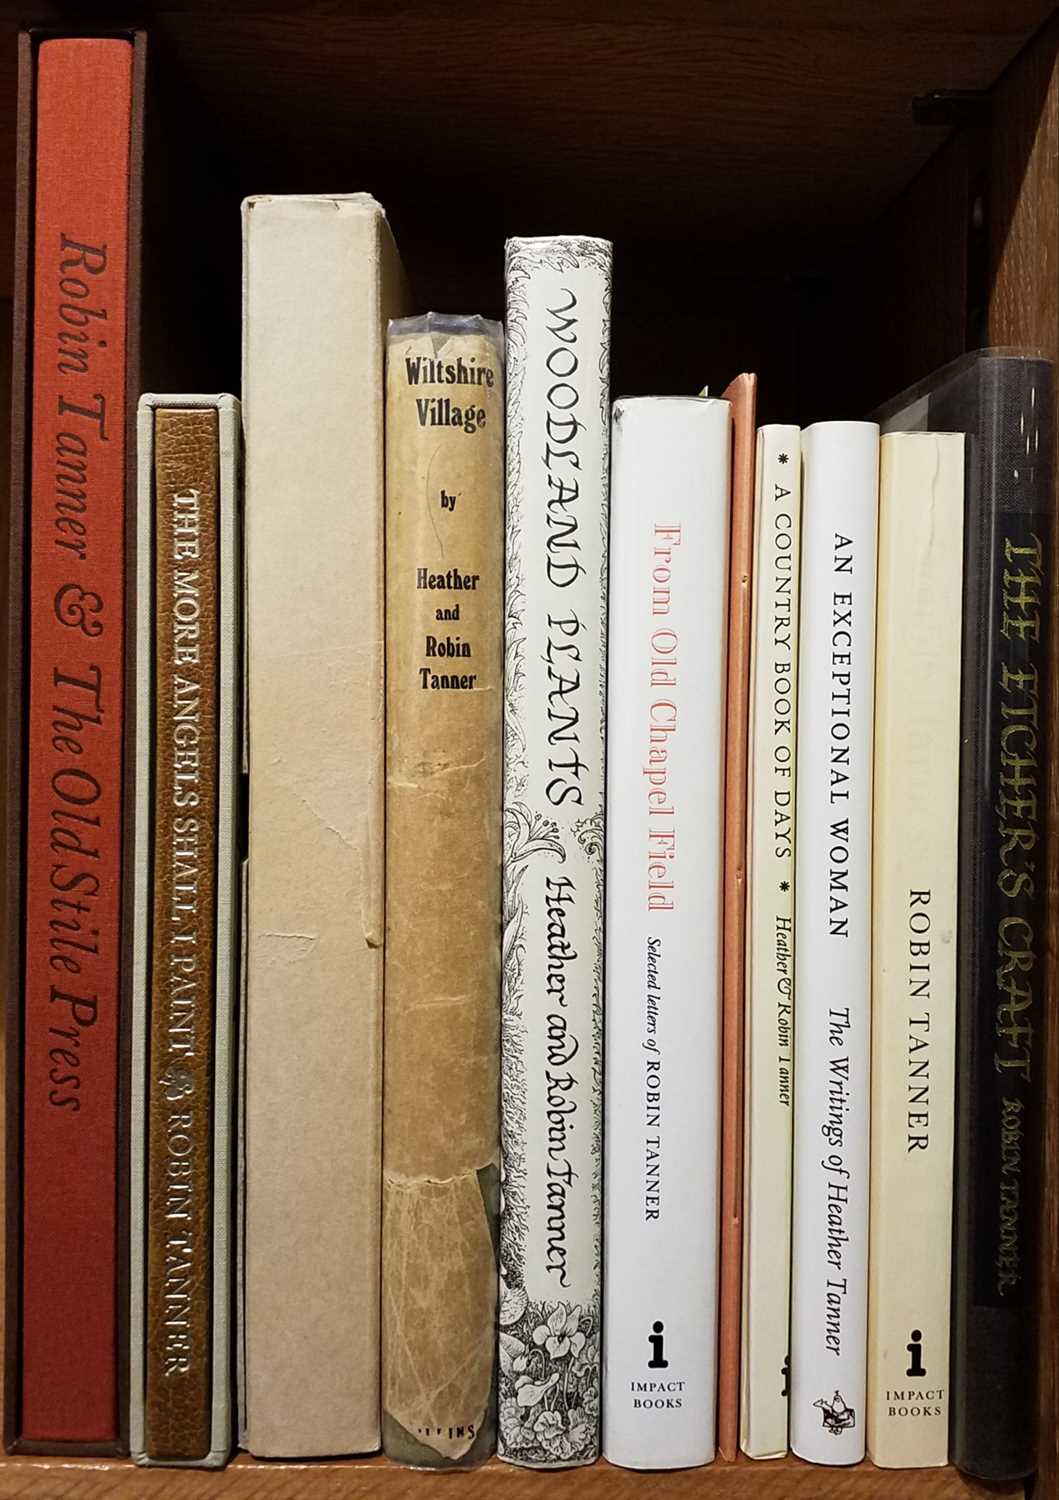 Robin Tanner & The Old Stile Press
THE MORE ANGELS SHALL I PAINT ROBIN TANNER
Wiltshire
Village
by
Heather
and
Robin
Tanner
WOODLAND PLANTS Heather and Robin Tanner
From Old Chapel Field Selected letters of ROBIN TANNER
i
IMPACT
BOOKS
* A COUNTRY BOOK OF DAYS * Heather & Robin Tanner
i
AN EXCEPTIONAL WOMAN The Writings of Heather Tanner
ROBIN TANNER
i
IMPACT
BOOKS
THE ETCHER'S CRAFT ROBIN TANNER